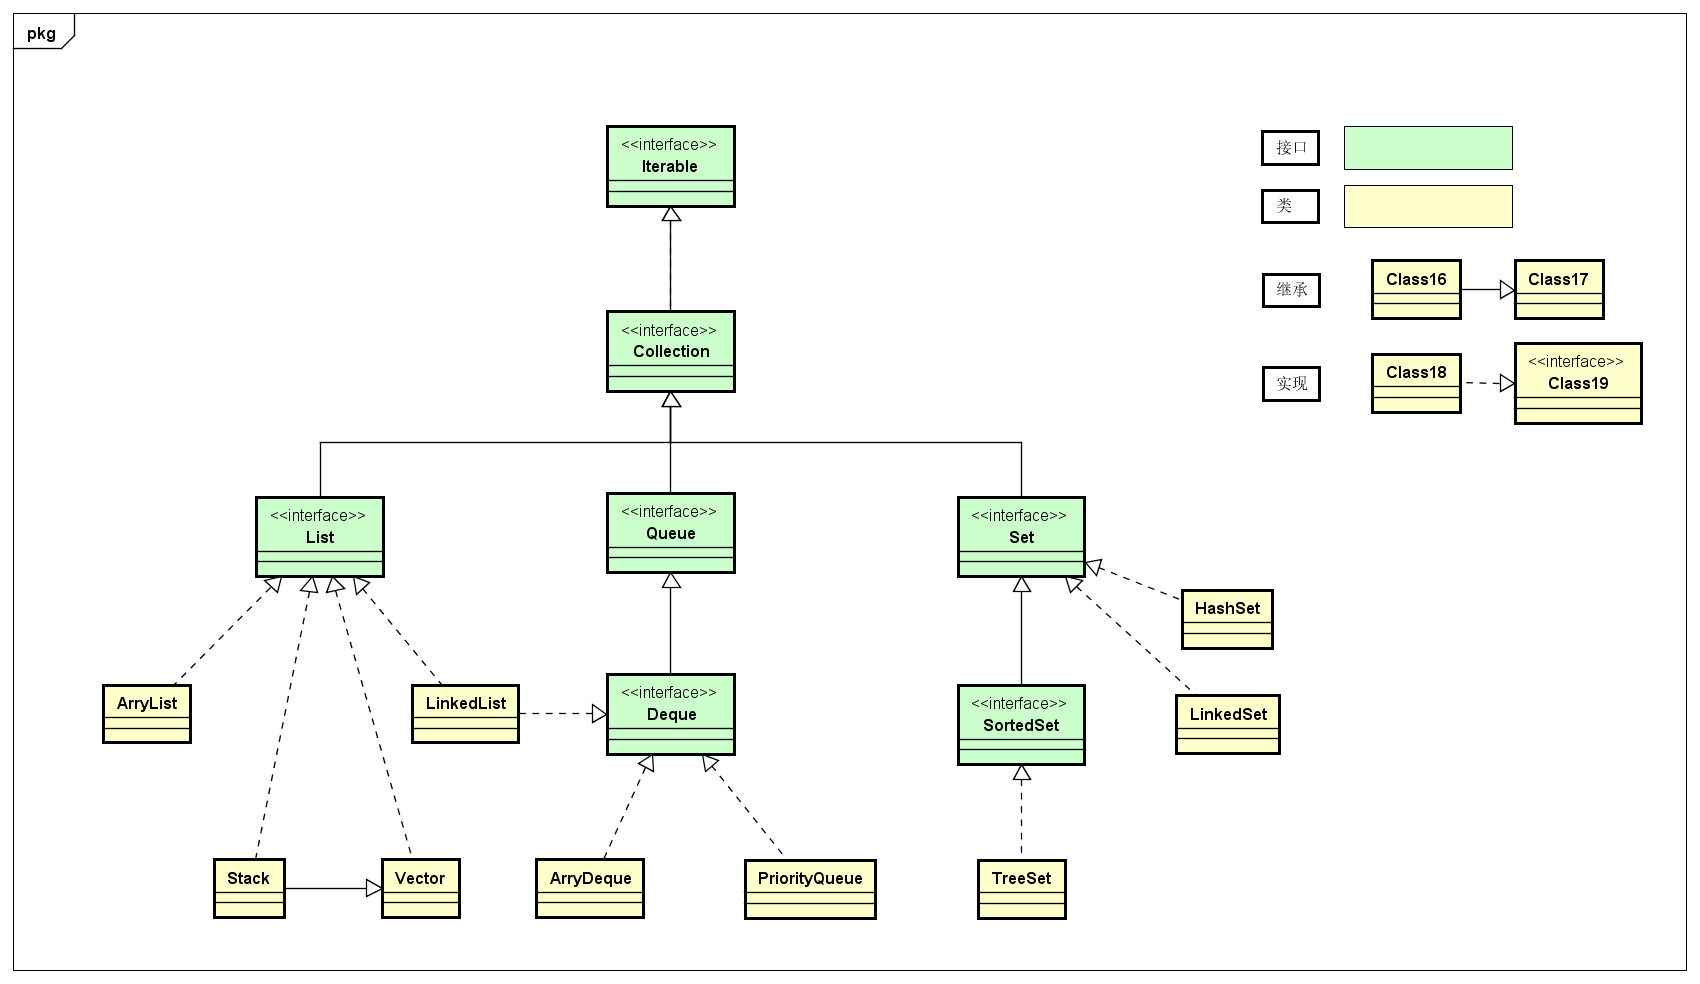 pkg
<<interface>>
Iterable
接口
类
<<interface>>
Collection
继承
Class16
Class17
实现
Class18
<<interface>>
Class19
<<interface>>
List
<<interface>>
Queue
<<interface>>
Set
HashSet
ArryList
LinkedList
<<interface>>
Deque
<<interface>>
SortedSet
LinkedSet
Stack
Vector
ArryDeque
PriorityQueue
TreeSet